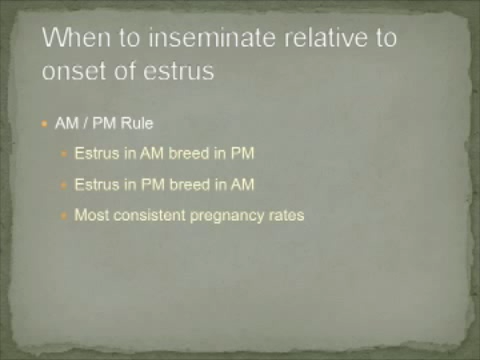 When to inseminate relative to
onset of estrus
AM / PM Rule
Estrus in AM breed in PM
Estrus in PM breed in AM
Most consistent pregnancy rates